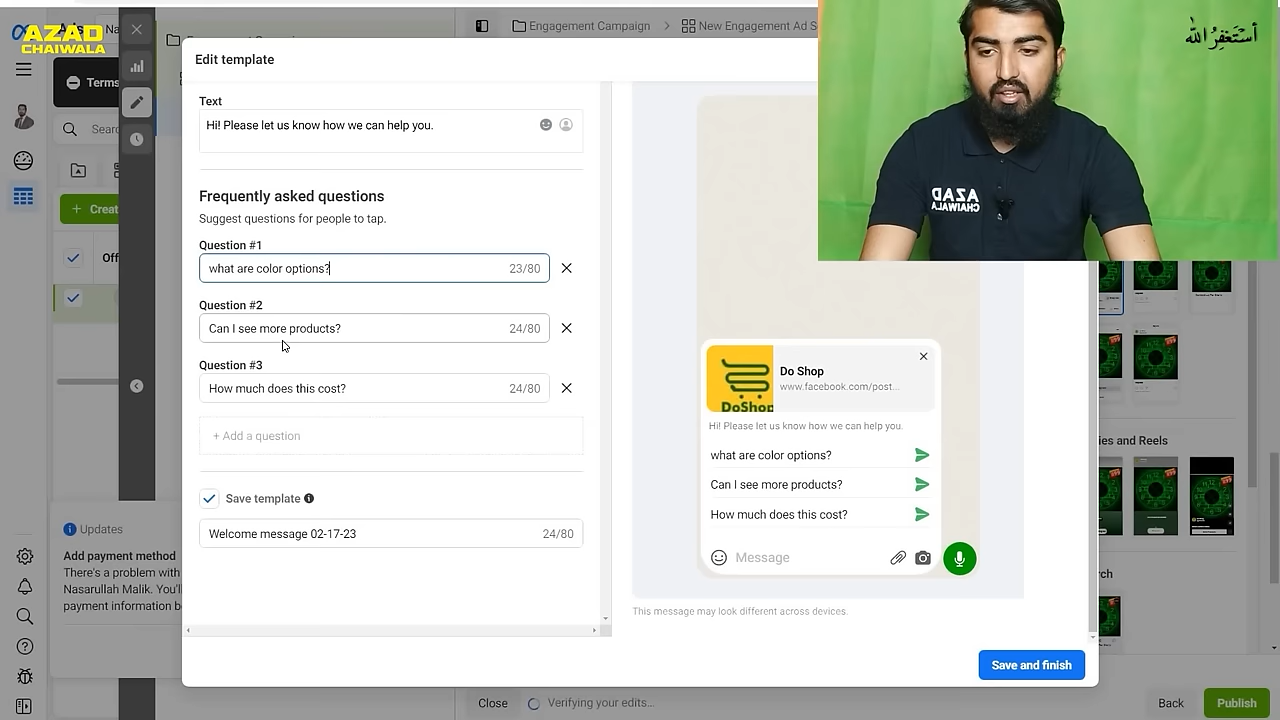 AZAD
CHAIWALA
Terms
Sear
Creat
Off
Engagement Campaign
New Engagement Ad S
أستغفر الله
AZAD
CHAIWALA
Edit template
Text
Hi! Please let us know how we can help you.
Frequently asked questions
Suggest questions for people to tap.
Question #1
what are color options?
23/80
Question #2
Can I see more products?
24/80
Question #3
How much does this cost?
24/80
+ Add a question
Save template
Welcome message 02-17-23
24/80
Do Shop
www.facebook.com/post...
DoShop
Hi! Please let us know how we can help you.
what are color options?
Can I see more products?
How much does this cost?
Message
This message may look different across devices.
Save and finish
Updates
Add payment method
There's a problem with
Nasarullah Malik. You'll
payment information b
ies and Reels
rch
Close
Verifying your edits...
Back
Publish